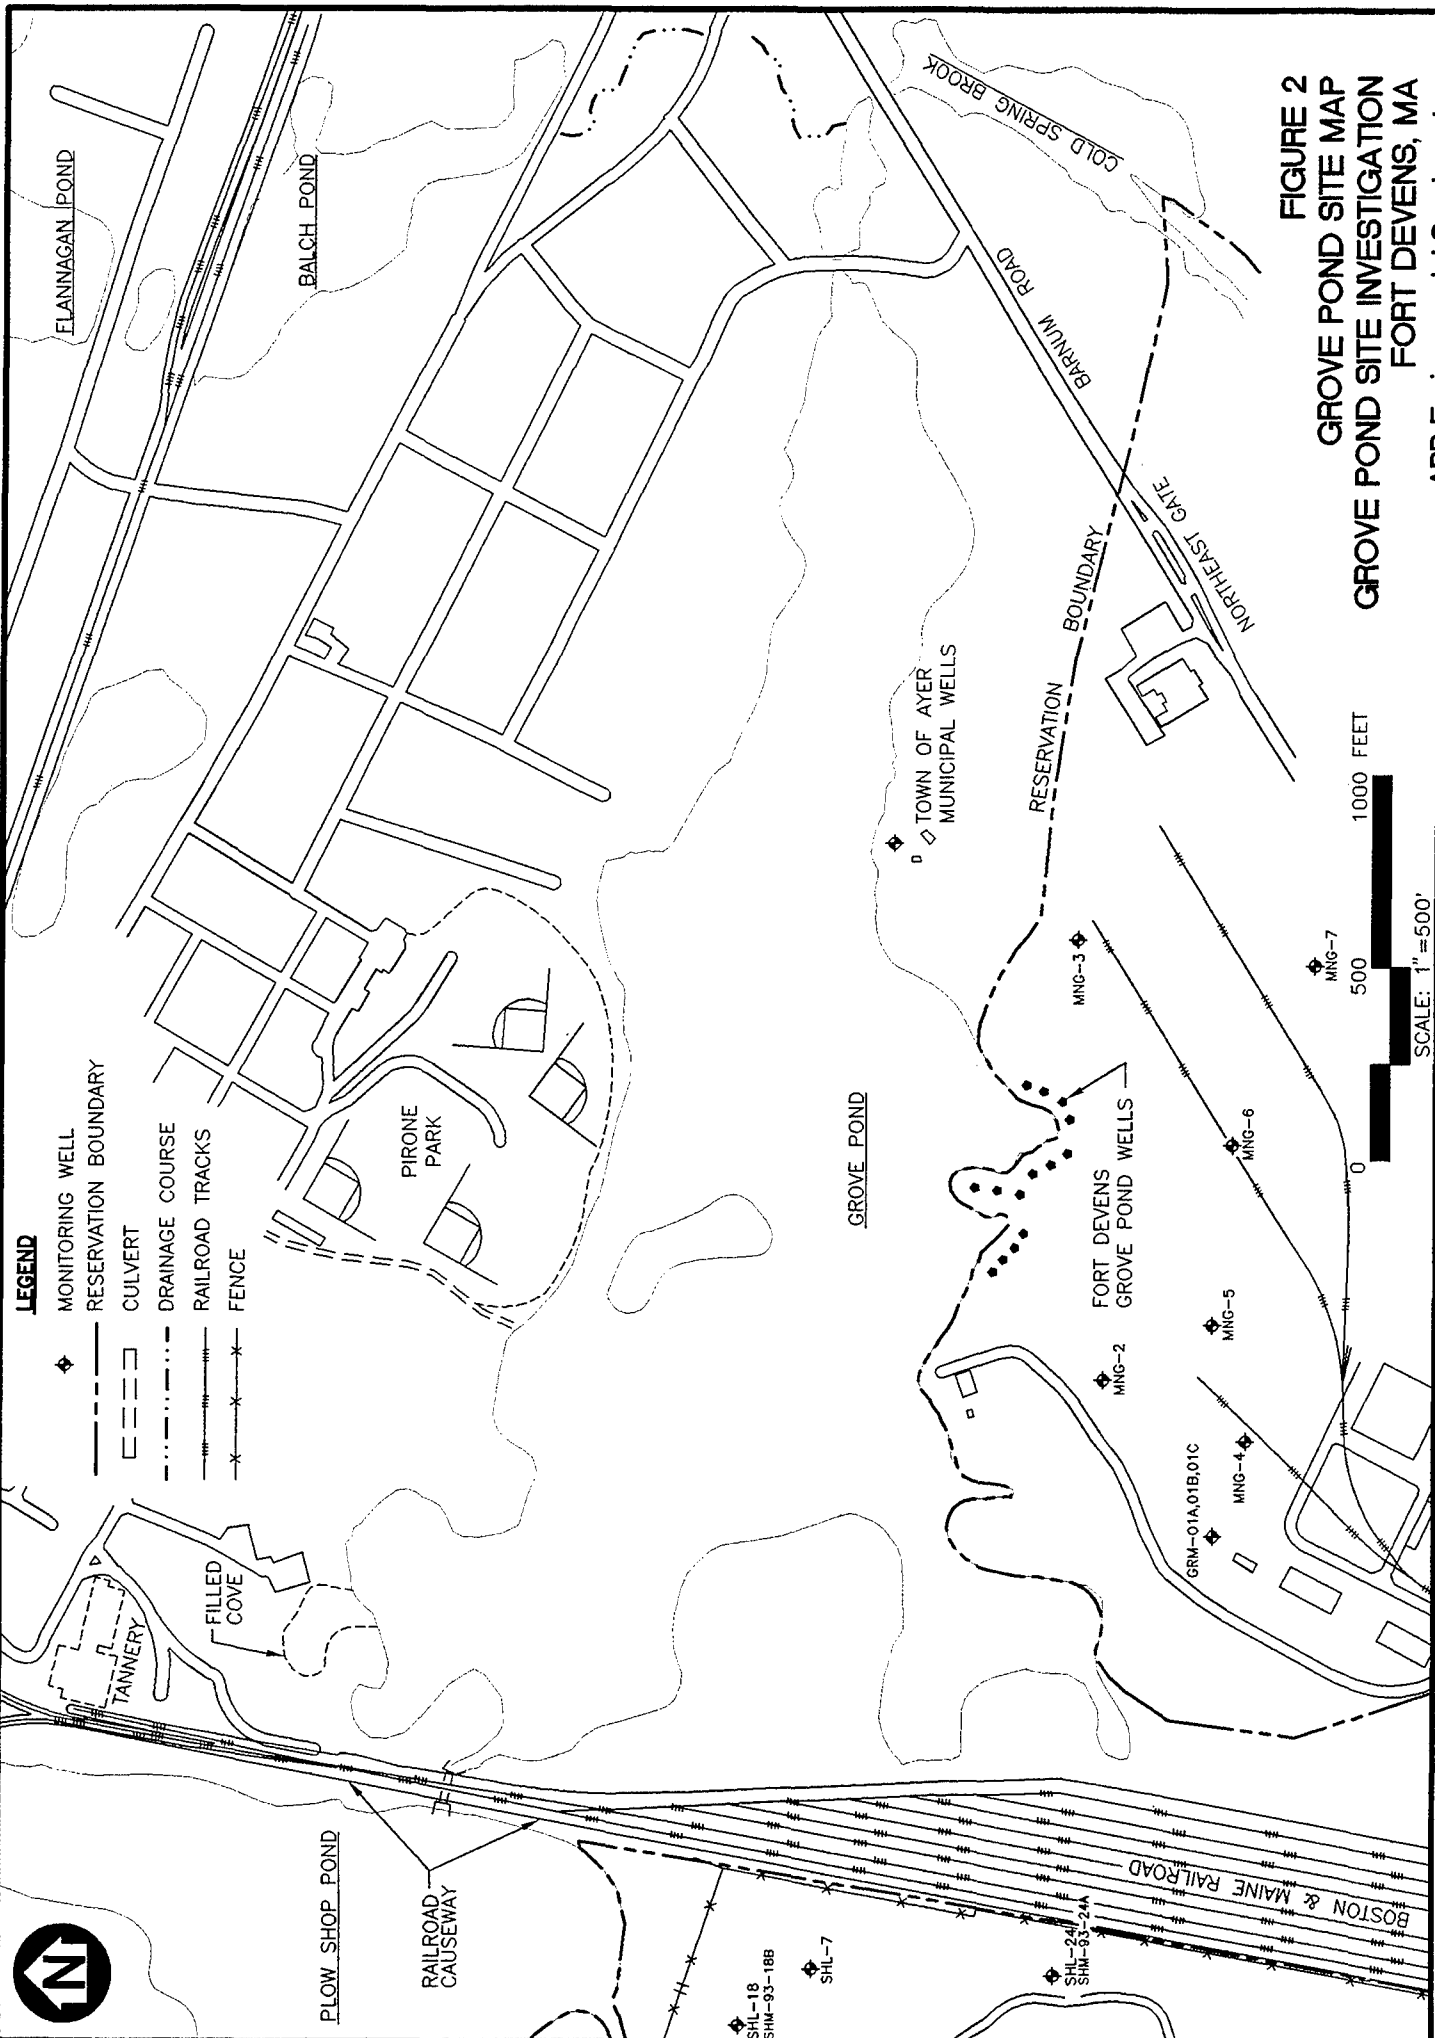 N
LEGEND
MONITORING WELL
RESERVATION BOUNDARY
CULVERT
DRAINAGE COURSE
RAILROAD TRACKS
FENCE
FLANNAGAN POND
BALCH POND
COLD SPRING BROOK
BARNUM ROAD
NORTHEAST GATE
RESERVATION BOUNDARY
TOWN OF AYER
MUNICIPAL WELLS
PIRONE
PARK
GROVE POND
FORT DEVENS
GROVE POND WELLS
TANNERY
FILLED
COVE
PLOW SHOP POND
RAILROAD
CAUSEWAY
BOSTON & MAINE RAILROAD
SHL-18
SHM-93-18B
SHL-7
SHL-24
SHM-93-24A
GRM-01A,01B,01C
MNG-4
MNG-5
MNG-2
MNG-6
MNG-3
MNG-7
0
500
1000 FEET
SCALE: 1"=500'
FIGURE 2
GROVE POND SITE MAP
GROVE POND SITE INVESTIGATION
FORT DEVENS, MA